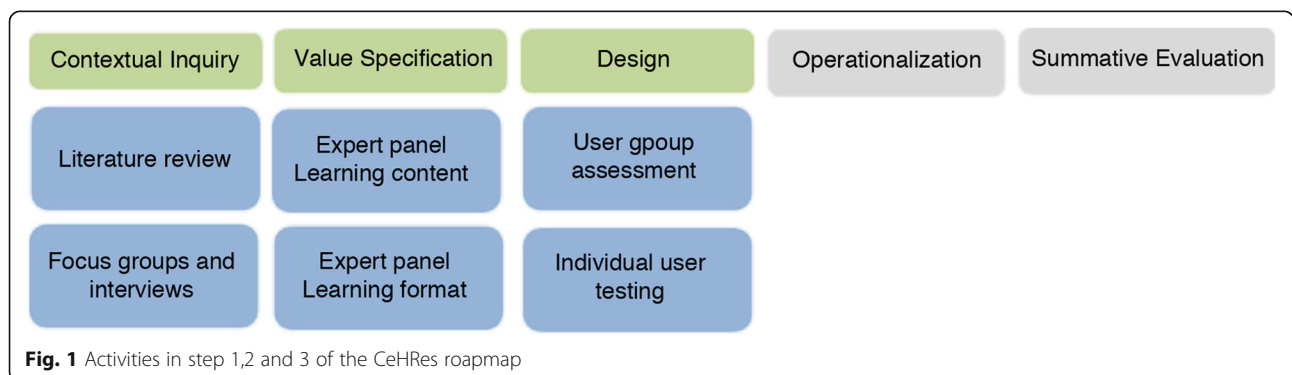 Contextual Inquiry
Value Specification
Design
Operationalization
Summative Evaluation
Literature review
Expert panel
Learning content
User gpoup
assessment
Focus groups and
interviews
Expert panel
Learning format
Individual user
testing
Fig. 1 Activities in step 1,2 and 3 of the CeHRes roapmap